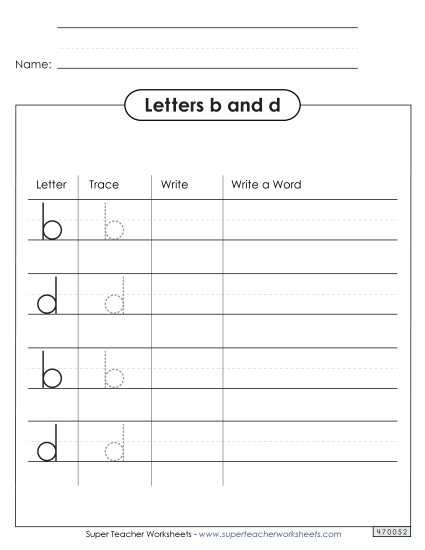 Name:
Letters b and d
Letter Trace Write Write a Word
b b
d d
b b
d d
Super Teacher Worksheets - www.superteacherworksheets.com
470052